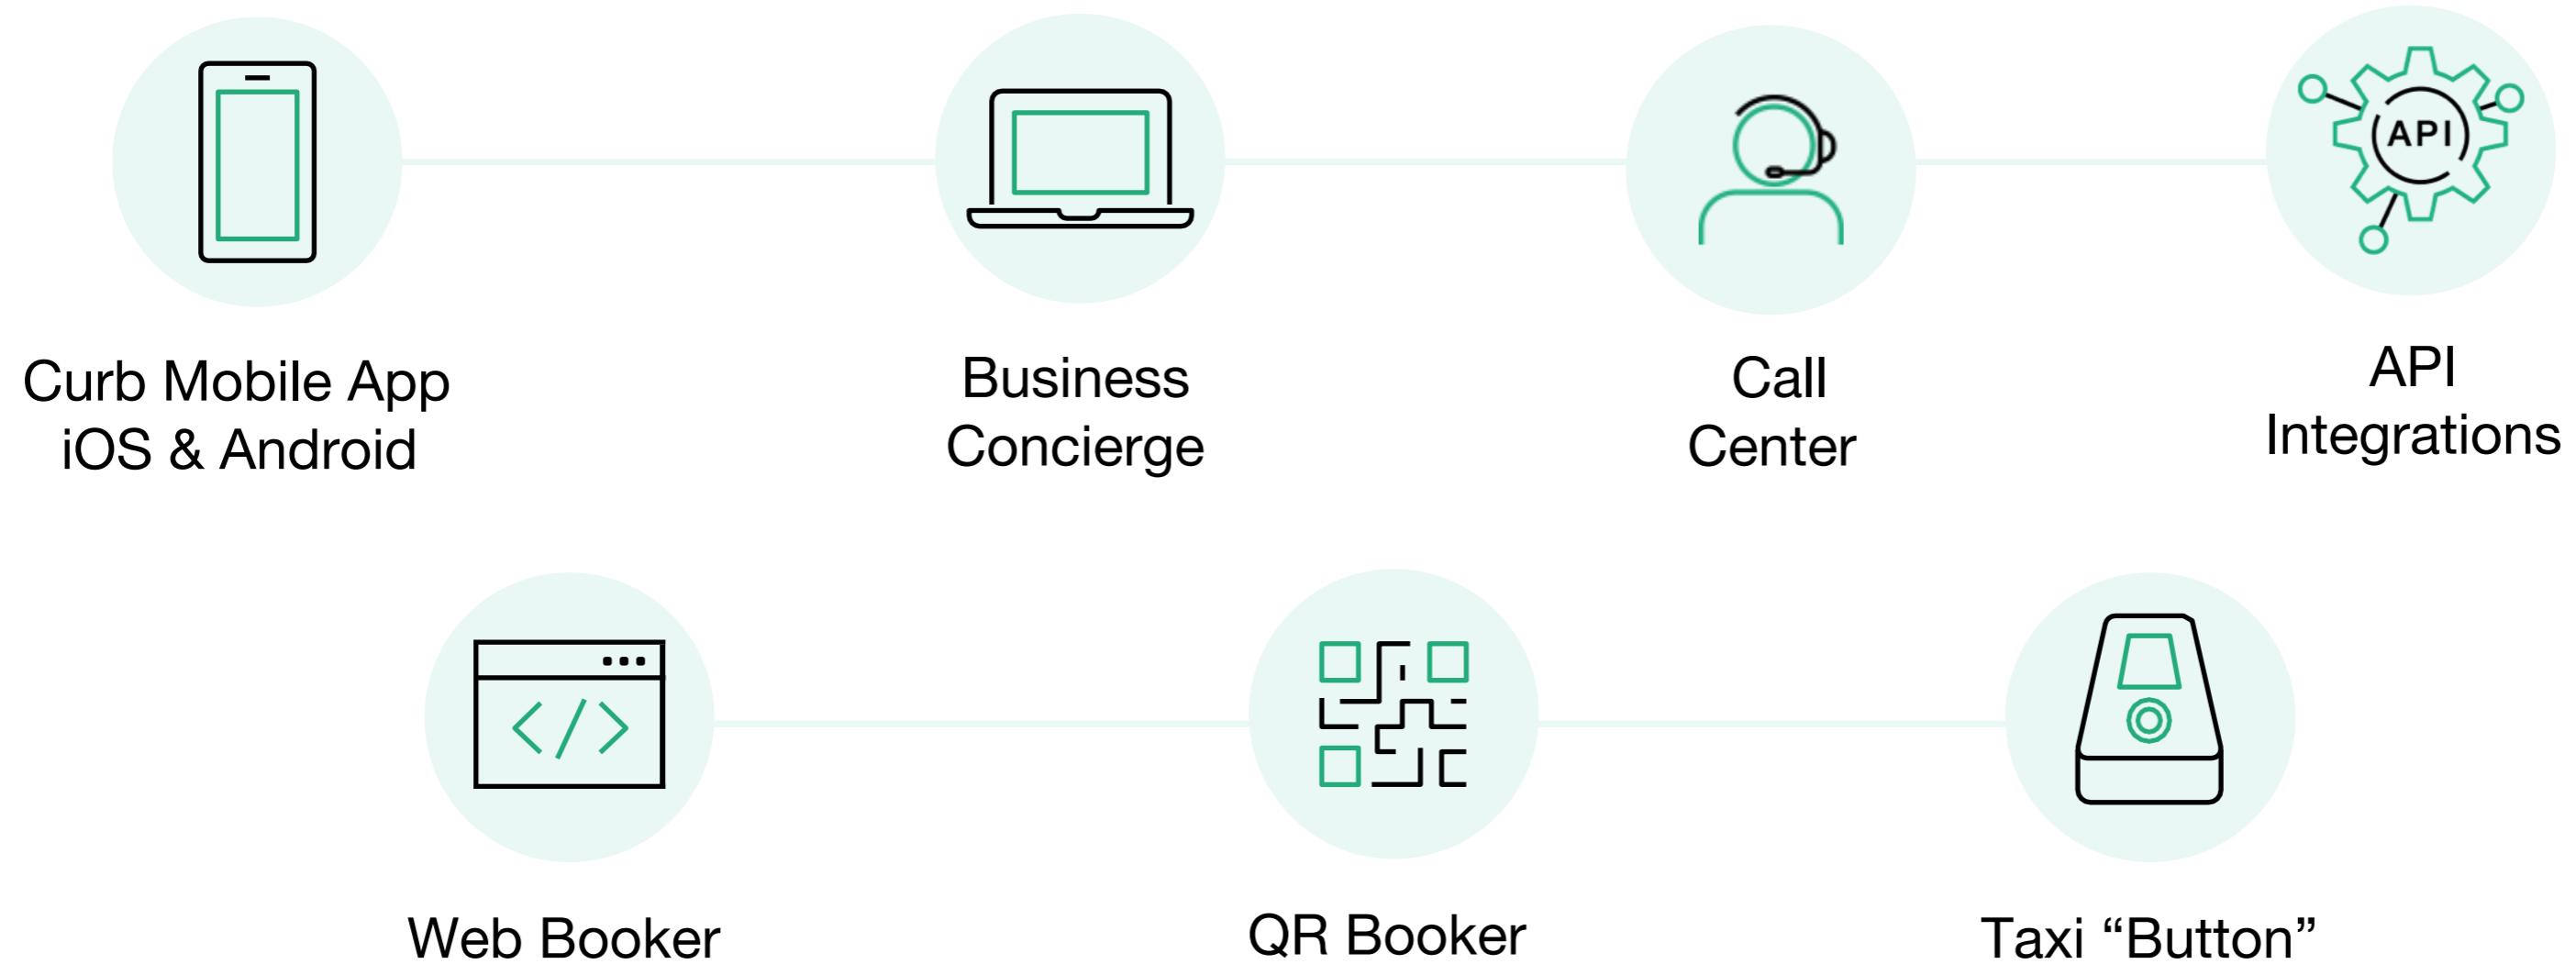 API
Curb Mobile App
iOS & Android
Business
Concierge
Call
Center
API
Integrations
</>
Web Booker
QR Booker
Taxi “Button”